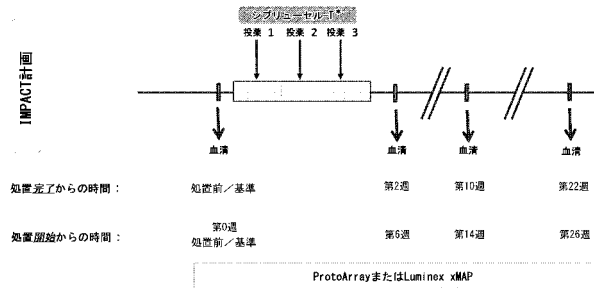 シプリューセル-T*
投薬 1 投薬 2 投薬 3
IMPACT計画
血清 血清 血清 血清
処置完了からの時間： 処置前／基準 第2週 第10週 第22週
処置開始からの時間： 第0週 処置前／基準 第6週 第14週 第26週
ProtoArrayまたはLuminex xMAP